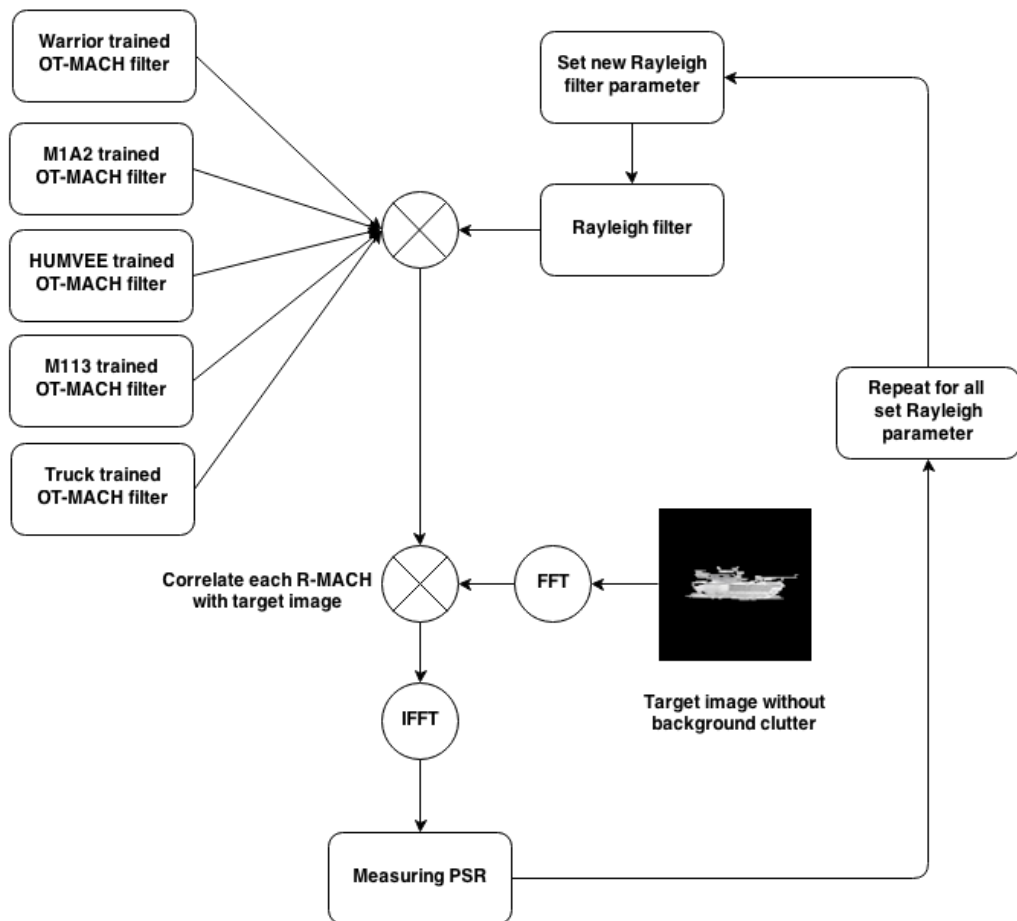 Warrior trained
OT-MACH filter
M1A2 trained
OT-MACH filter
HUMVEE trained
OT-MACH filter
M113 trained
OT-MACH filter
Truck trained
OT-MACH filter
Set new Rayleigh
filter parameter
Rayleigh filter
Repeat for all
set Rayleigh
parameter
Correlate each R-MACH
with target image
FFT
Target image without
background clutter
IFFT
Measuring PSR